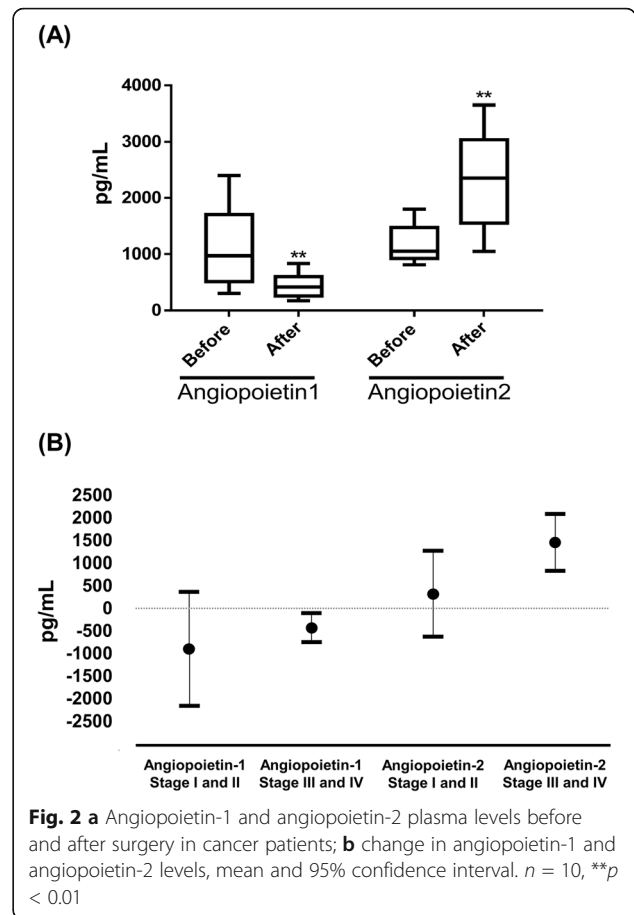 (A)
4000
3000
2000
1000
0
pg/mL
**
**
Before
After
Before
After
Angiopoietin1
Angiopoietin2
(B)
2500
2000
1500
1000
500
0
-500
-1000
-1500
-2000
-2500
pg/mL
Angiopoietin-1 Angiopoietin-1 Angiopoietin-2 Angiopoietin-2
Stage I and II Stage III and IV Stage I and II Stage III and IV
Fig. 2 a Angiopoietin-1 and angiopoietin-2 plasma levels before
and after surgery in cancer patients; b change in angiopoietin-1 and
angiopoietin-2 levels, mean and 95% confidence interval. n = 10, **p
< 0.01